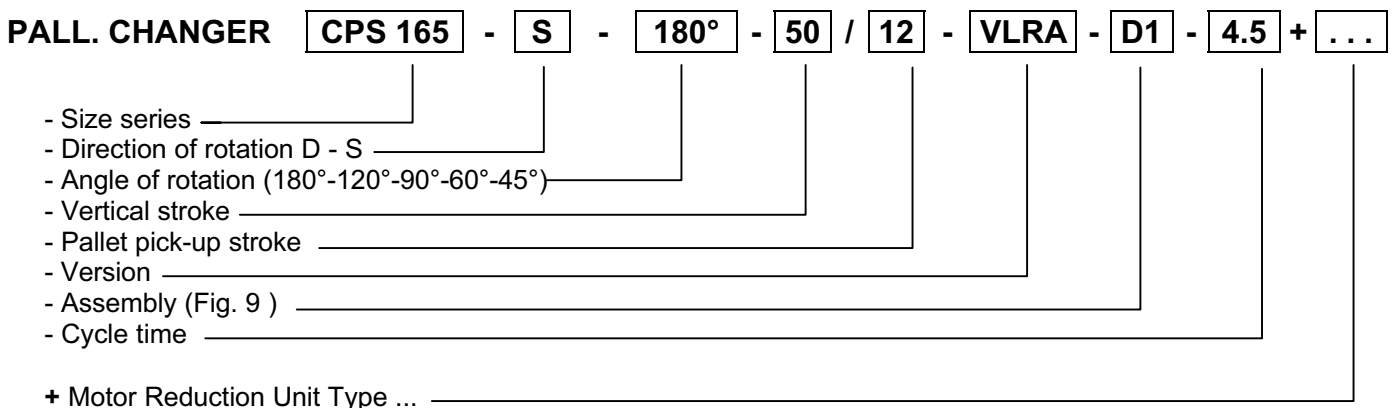 PALL. CHANGER CPS 165 - S - 180° - 50 / 12 - VLRA - D1 - 4.5 + . . .
- Size series
- Direction of rotation D - S
- Angle of rotation (180°-120°-90°-60°-45°)
- Vertical stroke
- Pallet pick-up stroke
- Version
- Assembly (Fig. 9 )
- Cycle time
+ Motor Reduction Unit Type ...